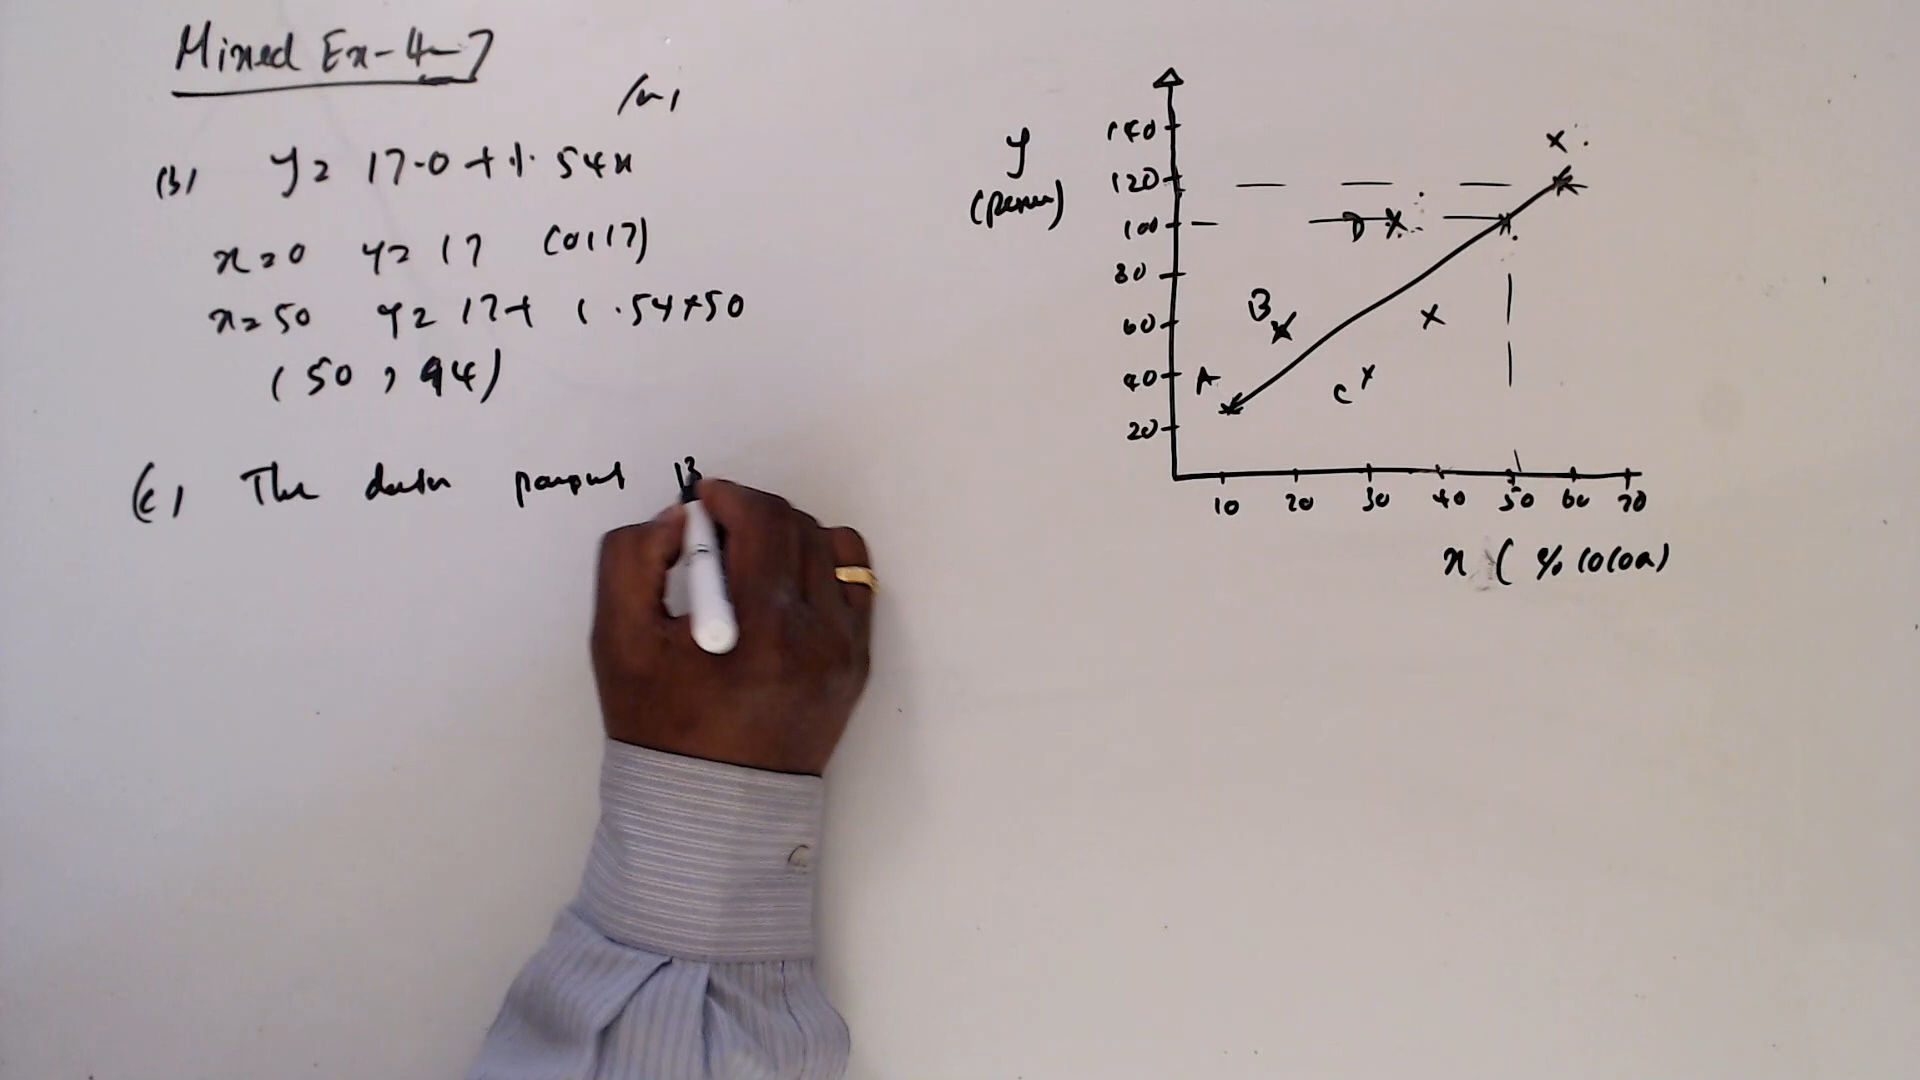 Mixed Ex-4-7
(a)
(b) y = 17.0 + 1.54x
x=0 y= 17 (0,17)
x=50 y= 17+ 1.54×50
(50, 94)
(c) The data
y
(pence)
140
120
100
80
60
40
20
D
B
A
C
10 20 30 40 50 60 70
x ( % cocoa)